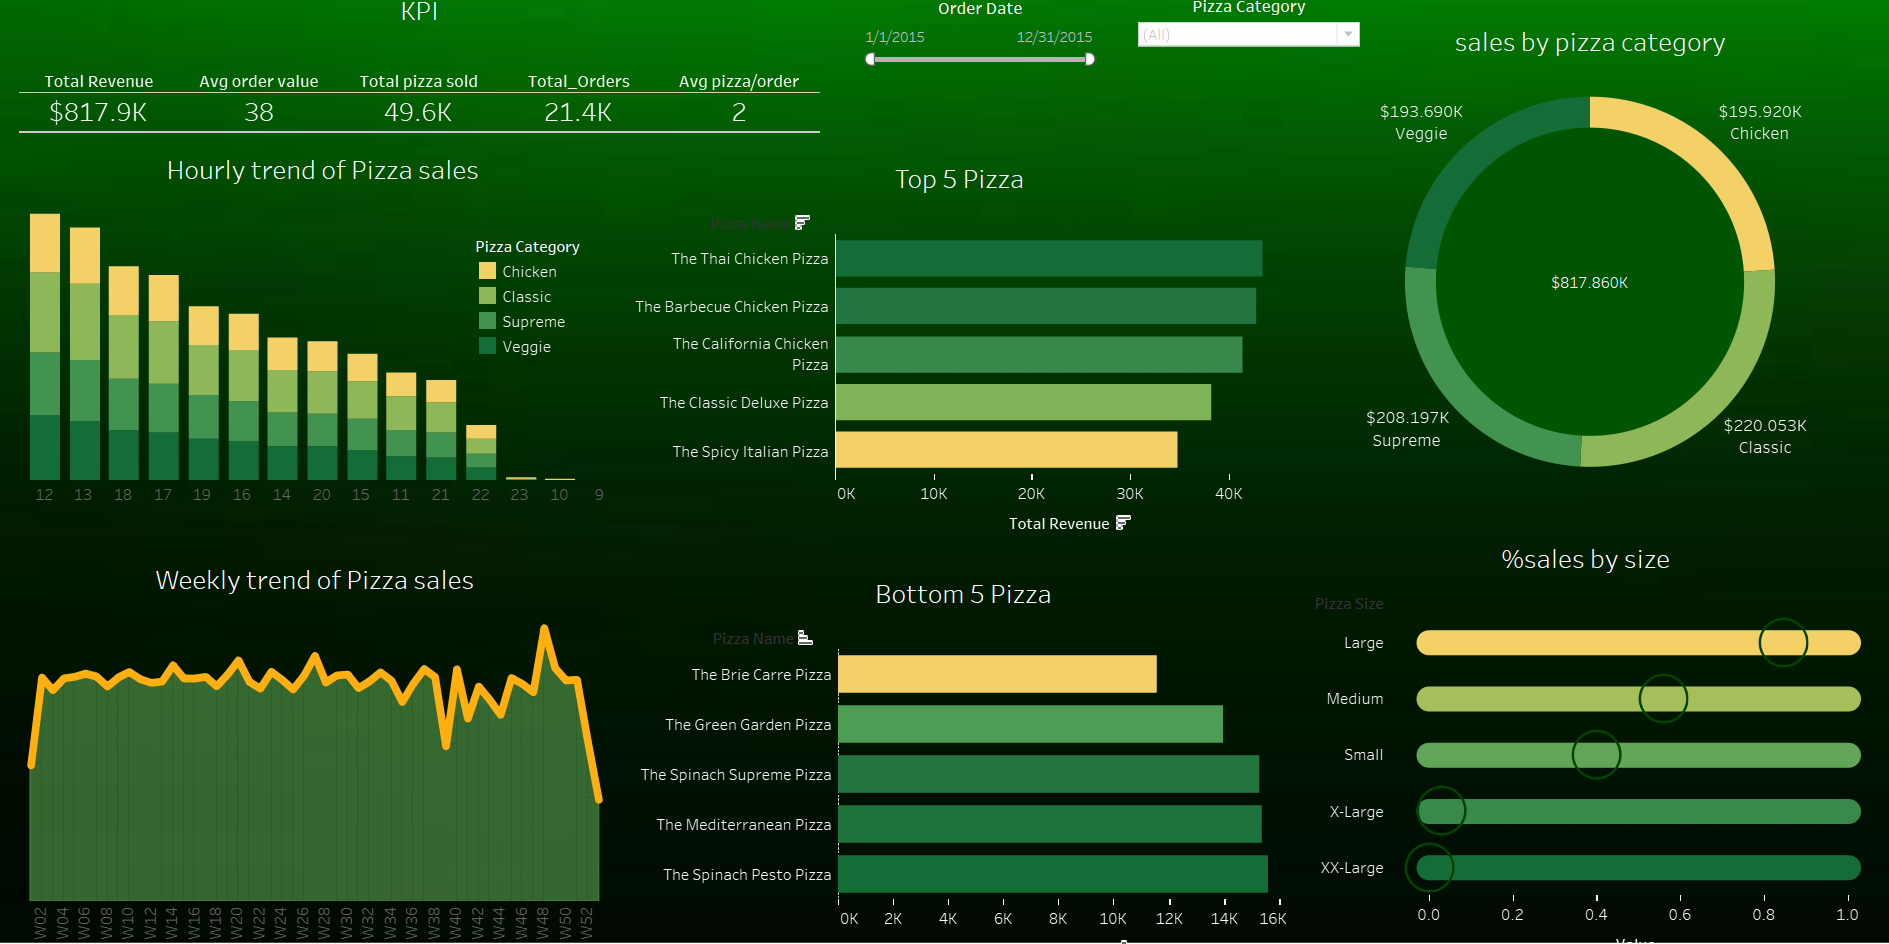 KPI
Total Revenue Avg order value Total pizza sold Total_Orders Avg pizza/order
$817.9K 38 49.6K 21.4K 2
Order Date
1/1/2015 12/31/2015
Pizza Category
(All)
Hourly trend of Pizza sales
Pizza Category
Chicken
Classic
Supreme
Veggie
12 13 18 17 19 16 14 20 15 11 21 22 23 10 9
Top 5 Pizza
Pizza Name
The Thai Chicken Pizza
The Barbecue Chicken Pizza
The California Chicken
Pizza
The Classic Deluxe Pizza
The Spicy Italian Pizza
0K 10K 20K 30K 40K
Total Revenue
sales by pizza category
$193.690K
Veggie
$195.920K
Chicken
$817.860K
$208.197K
Supreme
$220.053K
Classic
Weekly trend of Pizza sales
W02 W04 W06 W08 W10 W12 W14 W16 W18 W20 W22 W24 W26 W28 W30 W32 W34 W36 W38 W40 W42 W44 W46 W48 W50 W52
Bottom 5 Pizza
Pizza Name
The Brie Carre Pizza
The Green Garden Pizza
The Spinach Supreme Pizza
The Mediterranean Pizza
The Spinach Pesto Pizza
0K 2K 4K 6K 8K 10K 12K 14K 16K
%sales by size
Pizza Size
Large
Medium
Small
X-Large
XX-Large
0.0 0.2 0.4 0.6 0.8 1.0
Value